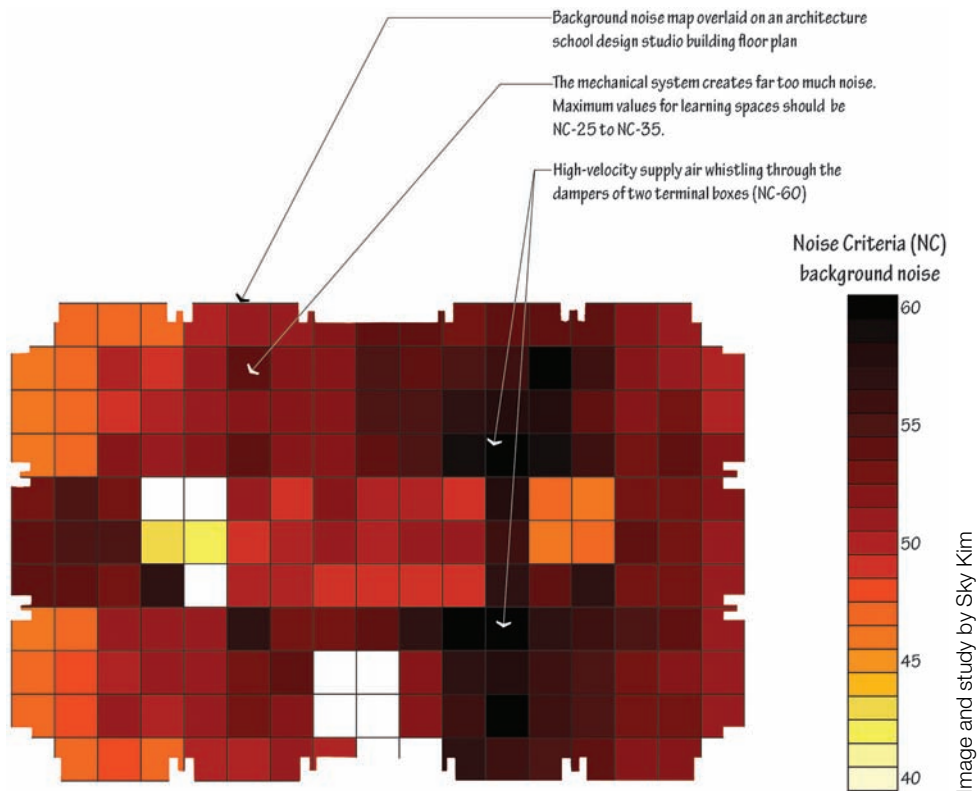 Background noise map overlaid on an architecture
school design studio building floor plan
The mechanical system creates far too much noise.
Maximum values for learning spaces should be
NC-25 to NC-35.
High-velocity supply air whistling through the
dampers of two terminal boxes (NC-60)
Noise Criteria (NC)
background noise
60
55
50
45
40
mage and study by Sky Kim